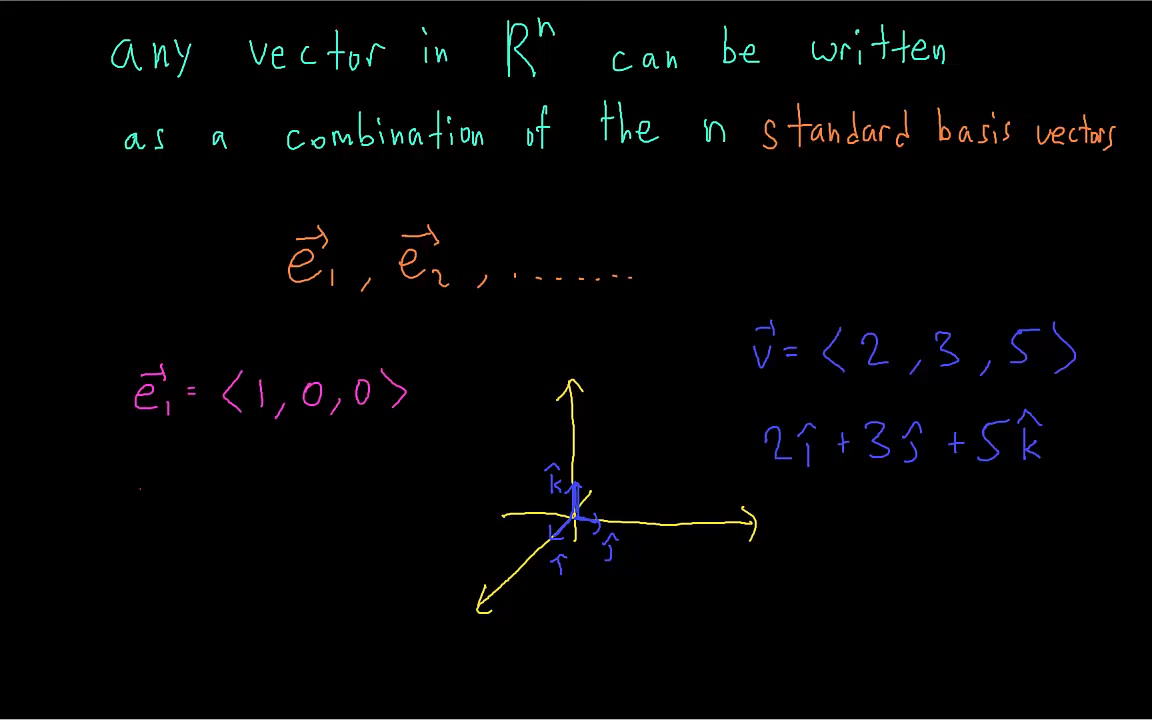 any vector in Rⁿ can be written
as a combination of the n standard basis vectors
e⃗₁, e⃗₂, .......
v⃗ = ⟨2, 3, 5⟩
e⃗₁ = ⟨1, 0, 0⟩
2î + 3ĵ + 5k̂
k̂
ĵ
î